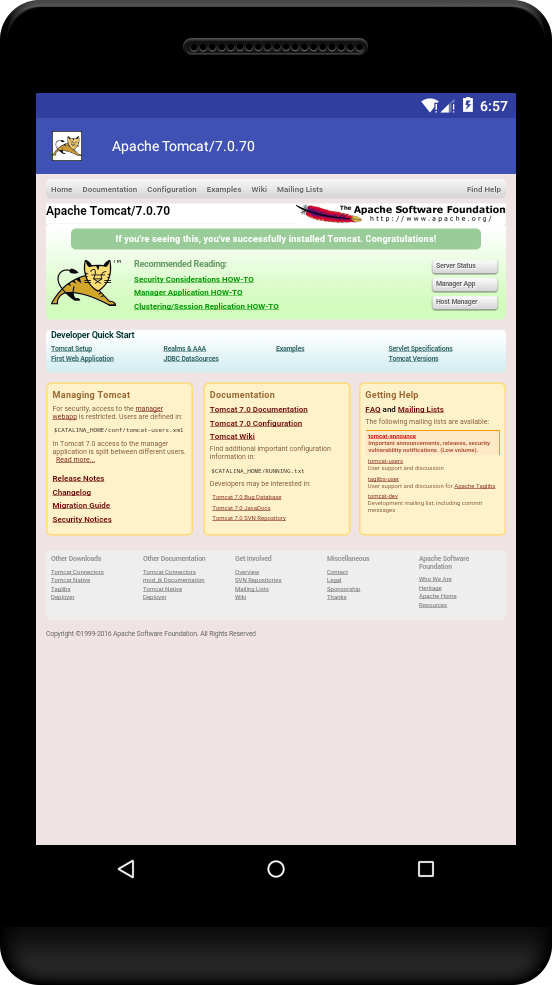 6:57
Apache Tomcat/7.0.70
Home Documentation Configuration Examples Wiki Mailing Lists Find Help
Apache Tomcat/7.0.70
The Apache Software Foundation
http://www.apache.org/
If you're seeing this, you've successfully installed Tomcat. Congratulations!
TM
Recommended Reading:
Security Considerations HOW-TO
Manager Application HOW-TO
Clustering/Session Replication HOW-TO
Server Status
Manager App
Host Manager
Developer Quick Start
Tomcat Setup Realms & AAA Examples Servlet Specifications
First Web Application JDBC DataSources Tomcat Versions
Managing Tomcat
For security, access to the manager
webapp is restricted. Users are defined in:
$CATALINA_HOME/conf/tomcat-users.xml
In Tomcat 7.0 access to the manager
application is split between different users.
Read more...
Release Notes
Changelog
Migration Guide
Security Notices
Documentation
Tomcat 7.0 Documentation
Tomcat 7.0 Configuration
Tomcat Wiki
Find additional important configuration
information in:
$CATALINA_HOME/RUNNING.txt
Developers may be interested in:
Tomcat 7.0 Bug Database
Tomcat 7.0 JavaDocs
Tomcat 7.0 SVN Repository
Getting Help
FAQ and Mailing Lists
The following mailing lists are available:
tomcat-announce
Important announcements, releases, security
vulnerability notifications. (Low volume).
tomcat-users
User support and discussion
taglibs-user
User support and discussion for Apache Taglibs
tomcat-dev
Development mailing list, including commit
messages
Other Downloads
Tomcat Connectors
Tomcat Native
Taglibs
Deployer
Other Documentation
Tomcat Connectors
mod_jk Documentation
Tomcat Native
Deployer
Get Involved
Overview
SVN Repositories
Mailing Lists
Wiki
Miscellaneous
Contact
Legal
Sponsorship
Thanks
Apache Software
Foundation
Who We Are
Heritage
Apache Home
Resources
Copyright ©1999-2016 Apache Software Foundation. All Rights Reserved